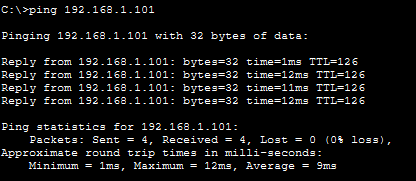 C:\>ping 192.168.1.101
Pinging 192.168.1.101 with 32 bytes of data:
Reply from 192.168.1.101: bytes=32 time=1ms TTL=126
Reply from 192.168.1.101: bytes=32 time=12ms TTL=126
Reply from 192.168.1.101: bytes=32 time=11ms TTL=126
Reply from 192.168.1.101: bytes=32 time=12ms TTL=126
Ping statistics for 192.168.1.101:
Packets: Sent = 4, Received = 4, Lost = 0 (0% loss),
Approximate round trip times in milli-seconds:
Minimum = 1ms, Maximum = 12ms, Average = 9ms